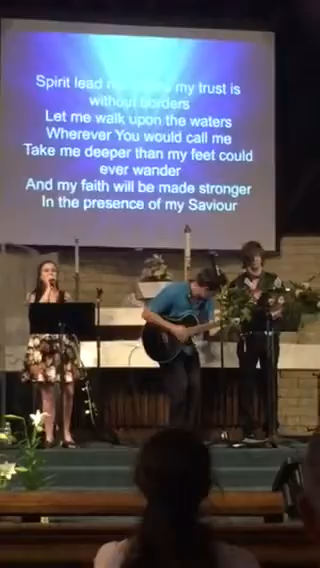 Spirit lead my trust is
without borders
Let me walk upon the waters
Wherever You would call me
Take me deeper than my feet could
ever wander
And my faith will be made stronger
In the presence of my Saviour